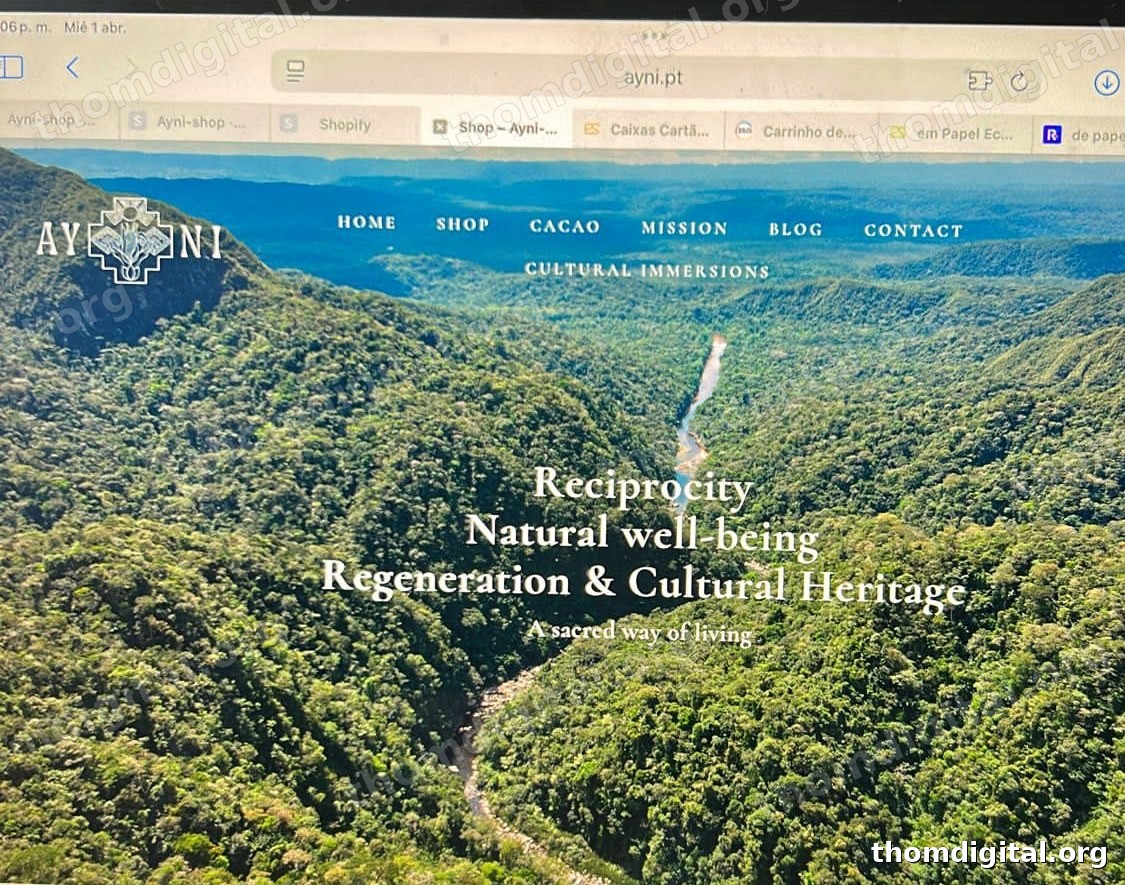 06 p. m. Mié 1 abr.
ayni.pt
Ayni-shop -...
Ayni-shop ·...
Shopify
Shop – Ayni-...
Caixas Cartã...
Carrinho de...
em Papel Ec...
R de pape
AY NI
HOME SHOP CACAO MISSION BLOG CONTACT
CULTURAL IMMERSIONS
Reciprocity
Natural well-being
Regeneration & Cultural Heritage
A sacred way of living
thomdigital.org